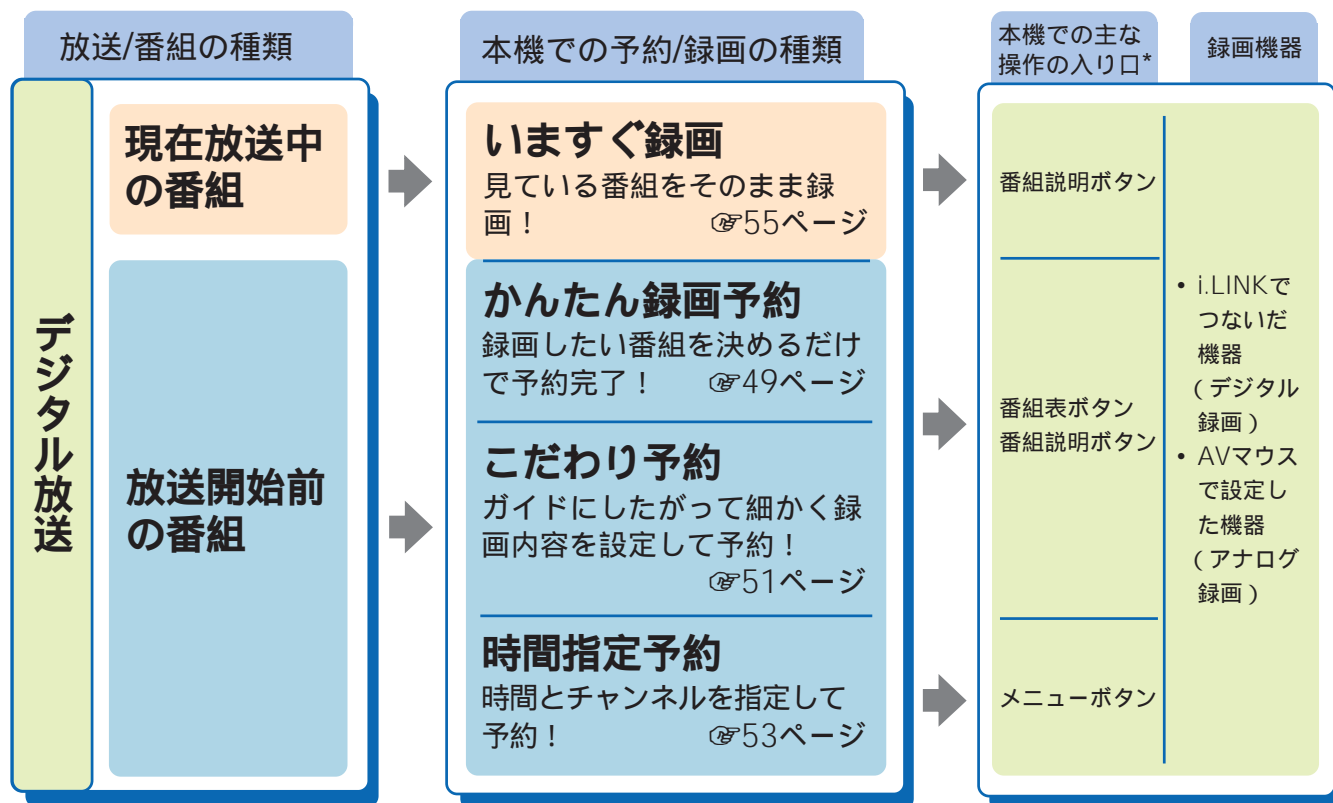 放送/番組の種類
本機での予約/録画の種類
本機での主な
操作の入り口*
録画機器
デジタル放送
現在放送中
の番組
放送開始前
の番組
いますぐ録画
見ている番組をそのまま録
画！ ☞55ページ
かんたん録画予約
録画したい番組を決めるだけ
で予約完了！ ☞49ページ
こだわり予約
ガイドにしたがって細かく録
画内容を設定して予約！
☞51ページ
時間指定予約
時間とチャンネルを指定して
予約！ ☞53ページ
番組説明ボタン
番組表ボタン
番組説明ボタン
メニューボタン
• i.LINKで
つないだ
機器
（デジタル
録画）
• AVマウス
で設定し
た機器
（アナログ
録画）